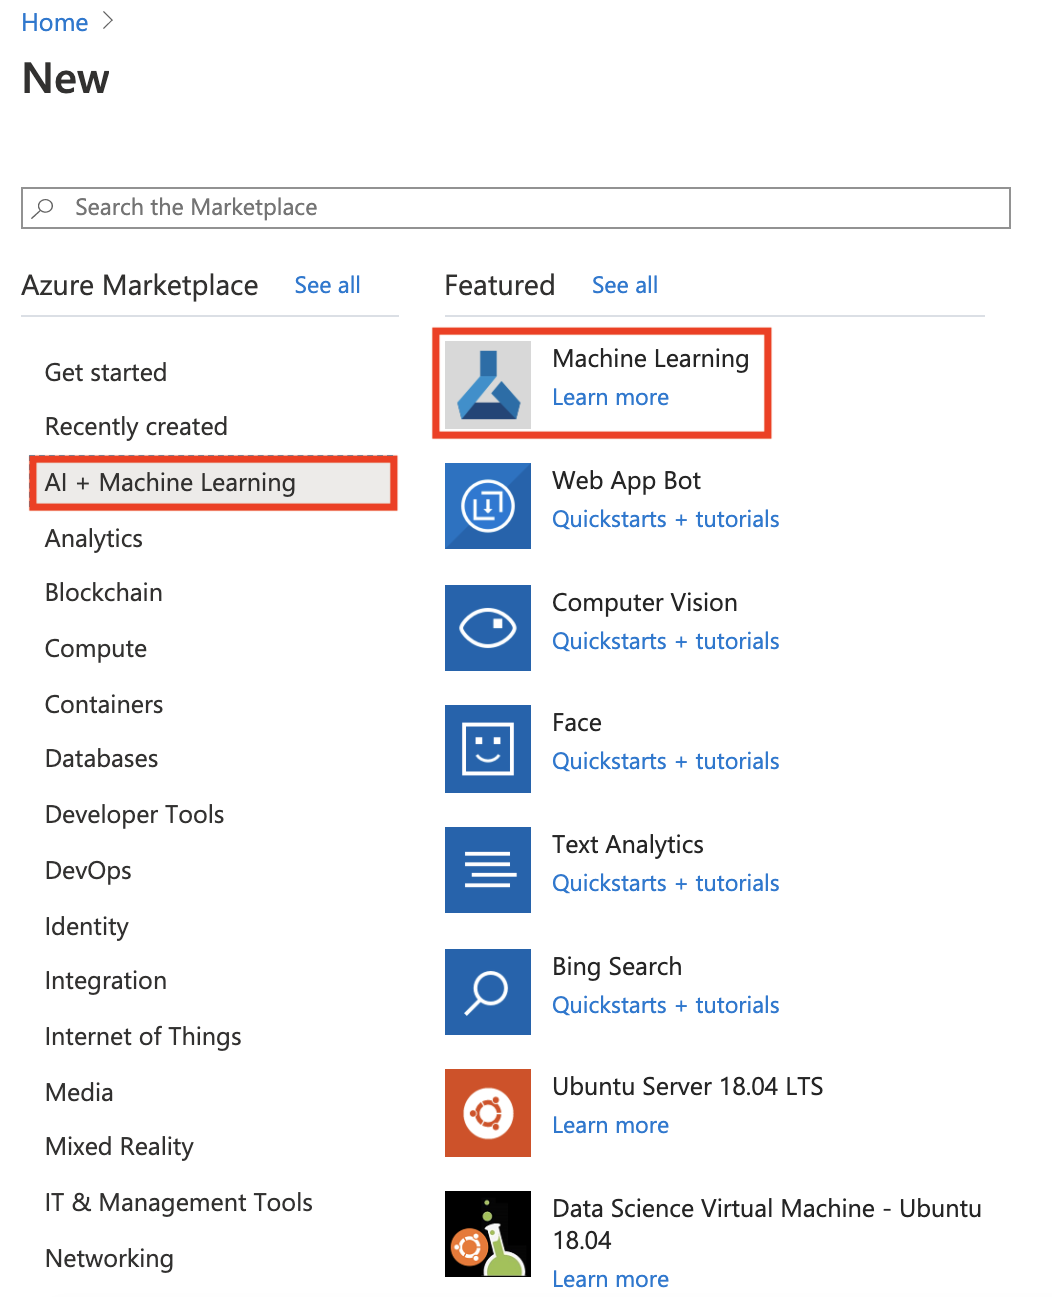 Home
New
Search the Marketplace
Azure Marketplace See all
Get started
Recently created
AI + Machine Learning
Analytics
Blockchain
Compute
Containers
Databases
Developer Tools
DevOps
Identity
Integration
Internet of Things
Media
Mixed Reality
IT & Management Tools
Networking
Featured See all
Machine Learning
Learn more
Web App Bot
Quickstarts + tutorials
Computer Vision
Quickstarts + tutorials
Face
Quickstarts + tutorials
Text Analytics
Quickstarts + tutorials
Bing Search
Quickstarts + tutorials
Ubuntu Server 18.04 LTS
Learn more
Data Science Virtual Machine - Ubuntu
18.04
Learn more